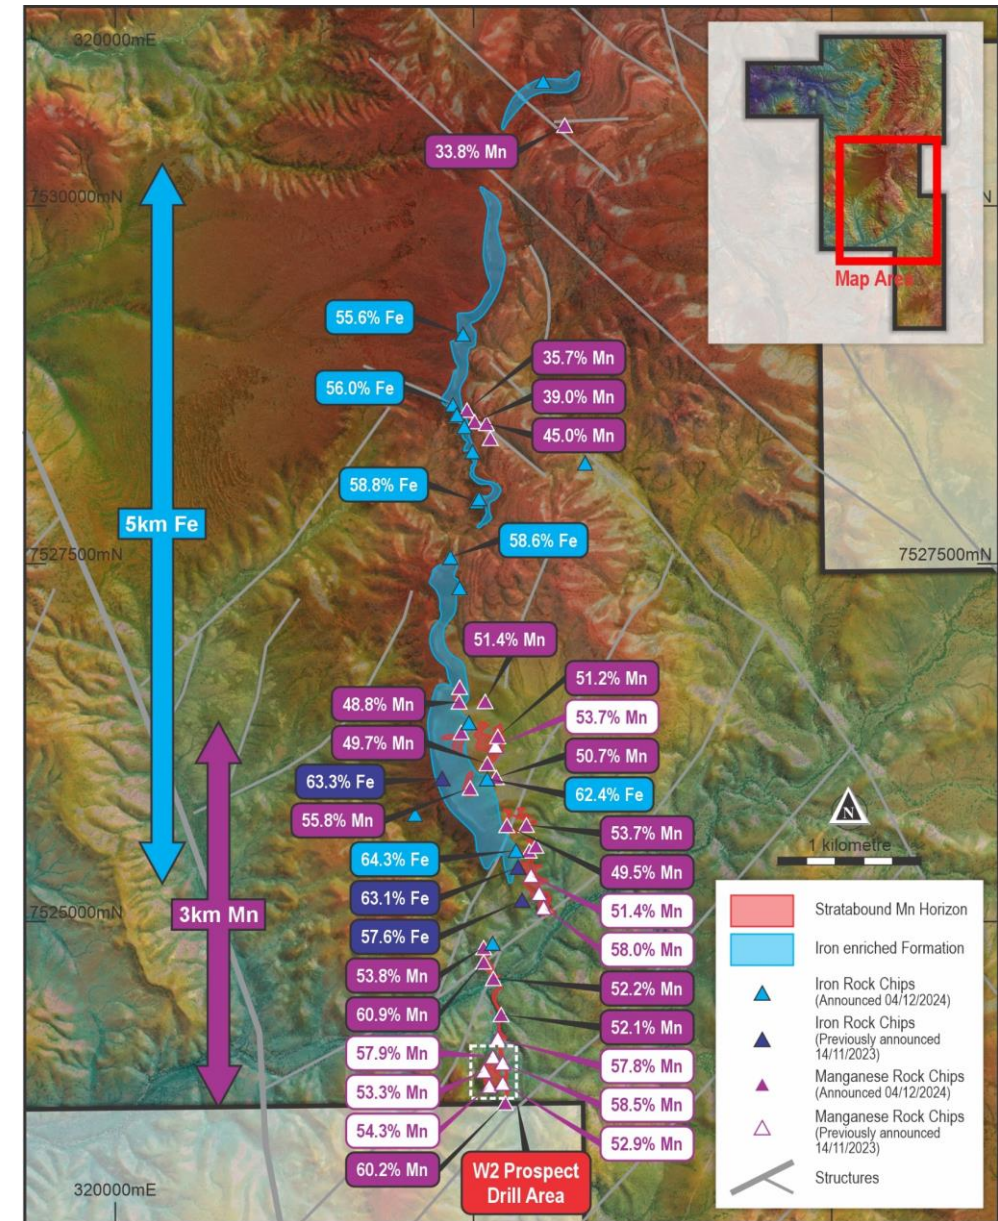 320000mE
33.8% Mn
7530000mN
N
Map Area
55.6% Fe
35.7% Mn
56.0% Fe
39.0% Mn
45.0% Mn
58.8% Fe
5km Fe
58.6% Fe
7527500mN
7527500mN
51.4% Mn
51.2% Mn
48.8% Mn
53.7% Mn
49.7% Mn
50.7% Mn
63.3% Fe
62.4% Fe
55.8% Mn
53.7% Mn
N
1 kilometre
64.3% Fe
49.5% Mn
63.1% Fe
51.4% Mn
3km Mn
7525000mN
57.6% Fe
58.0% Mn
53.8% Mn
52.2% Mn
60.9% Mn
52.1% Mn
57.9% Mn
57.8% Mn
53.3% Mn
58.5% Mn
54.3% Mn
52.9% Mn
60.2% Mn
W2 Prospect
Drill Area
320000mE
Stratabound Mn Horizon
Iron enriched Formation
Iron Rock Chips
(Announced 04/12/2024)
Iron Rock Chips
(Previously announced
14/11/2023)
Manganese Rock Chips
(Announced 04/12/2024)
Manganese Rock Chips
(Previously announced
14/11/2023)
Structures